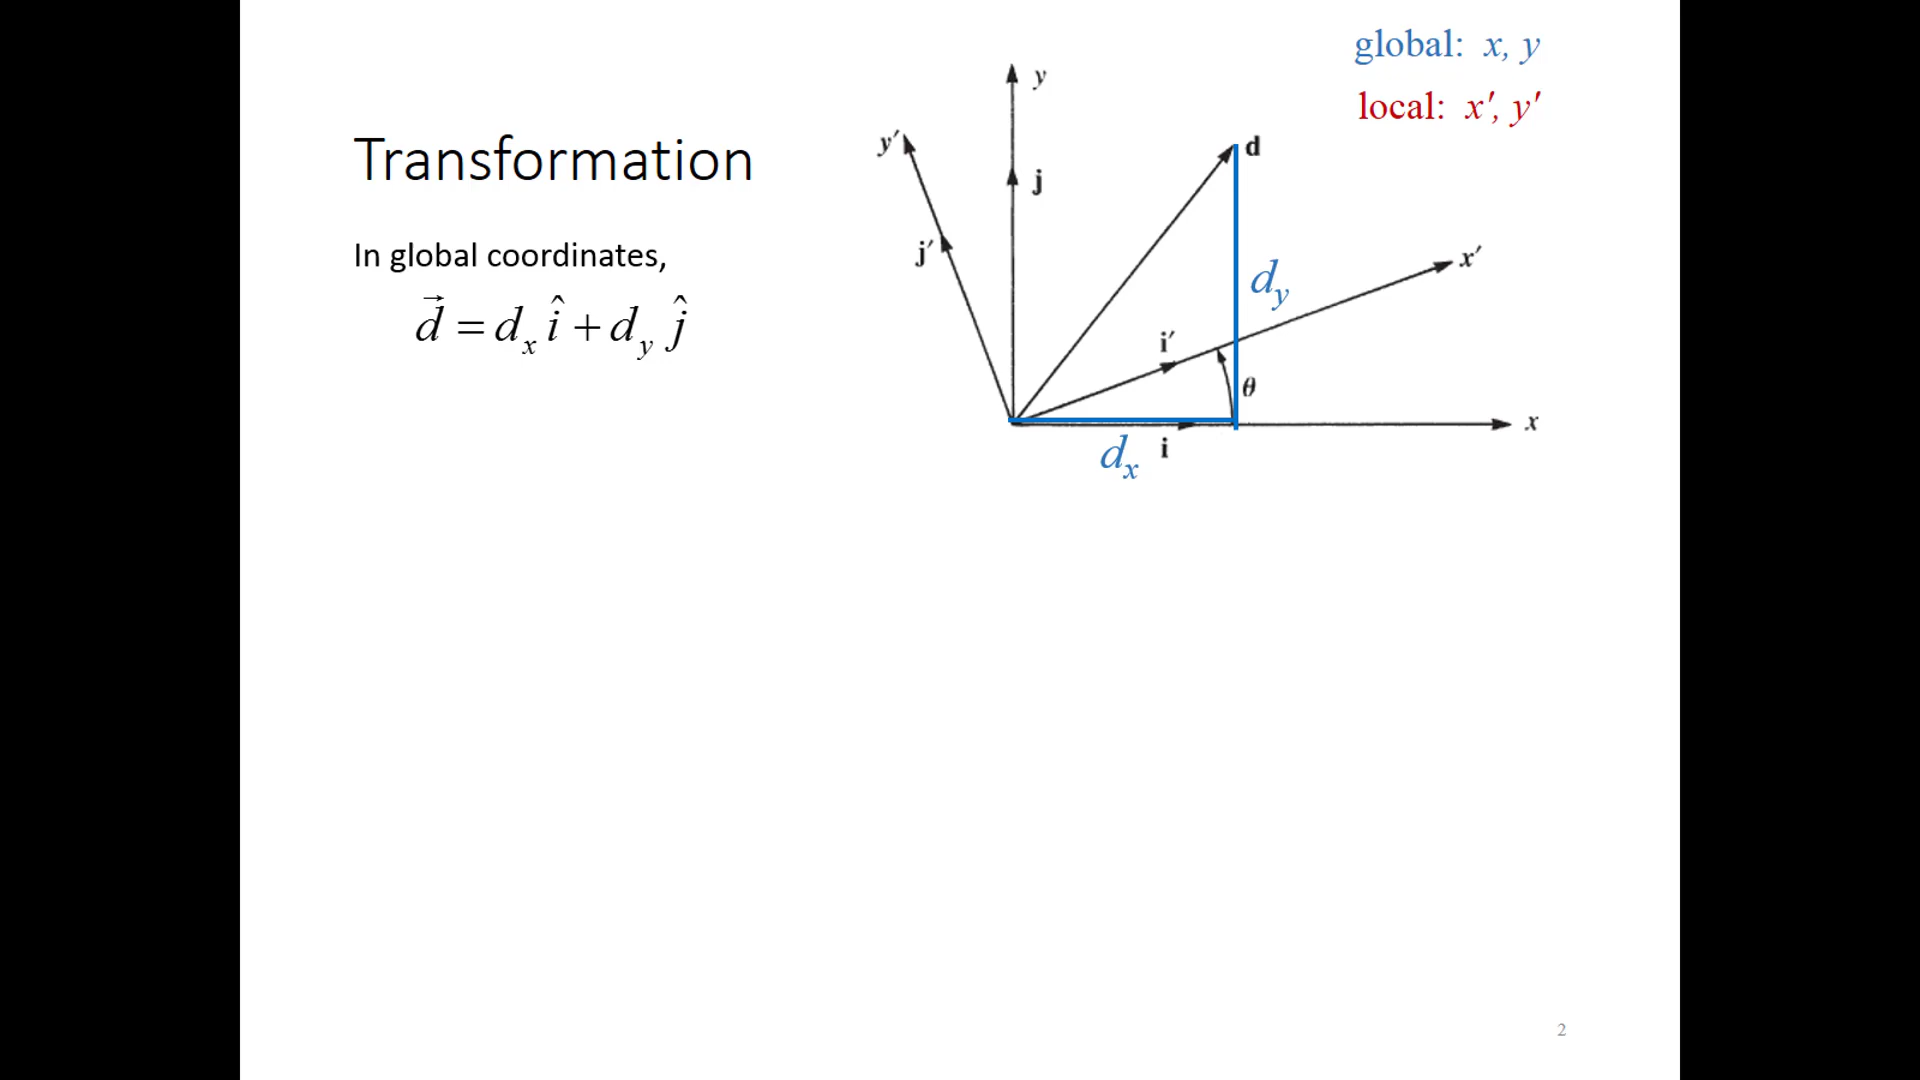 global: x, y
local: x′, y′
Transformation
In global coordinates,
d⃗ = dₓ î + d_y ĵ
y
y′
d
j
j′
d_y
x′
i′
θ
x
dₓ
i
2